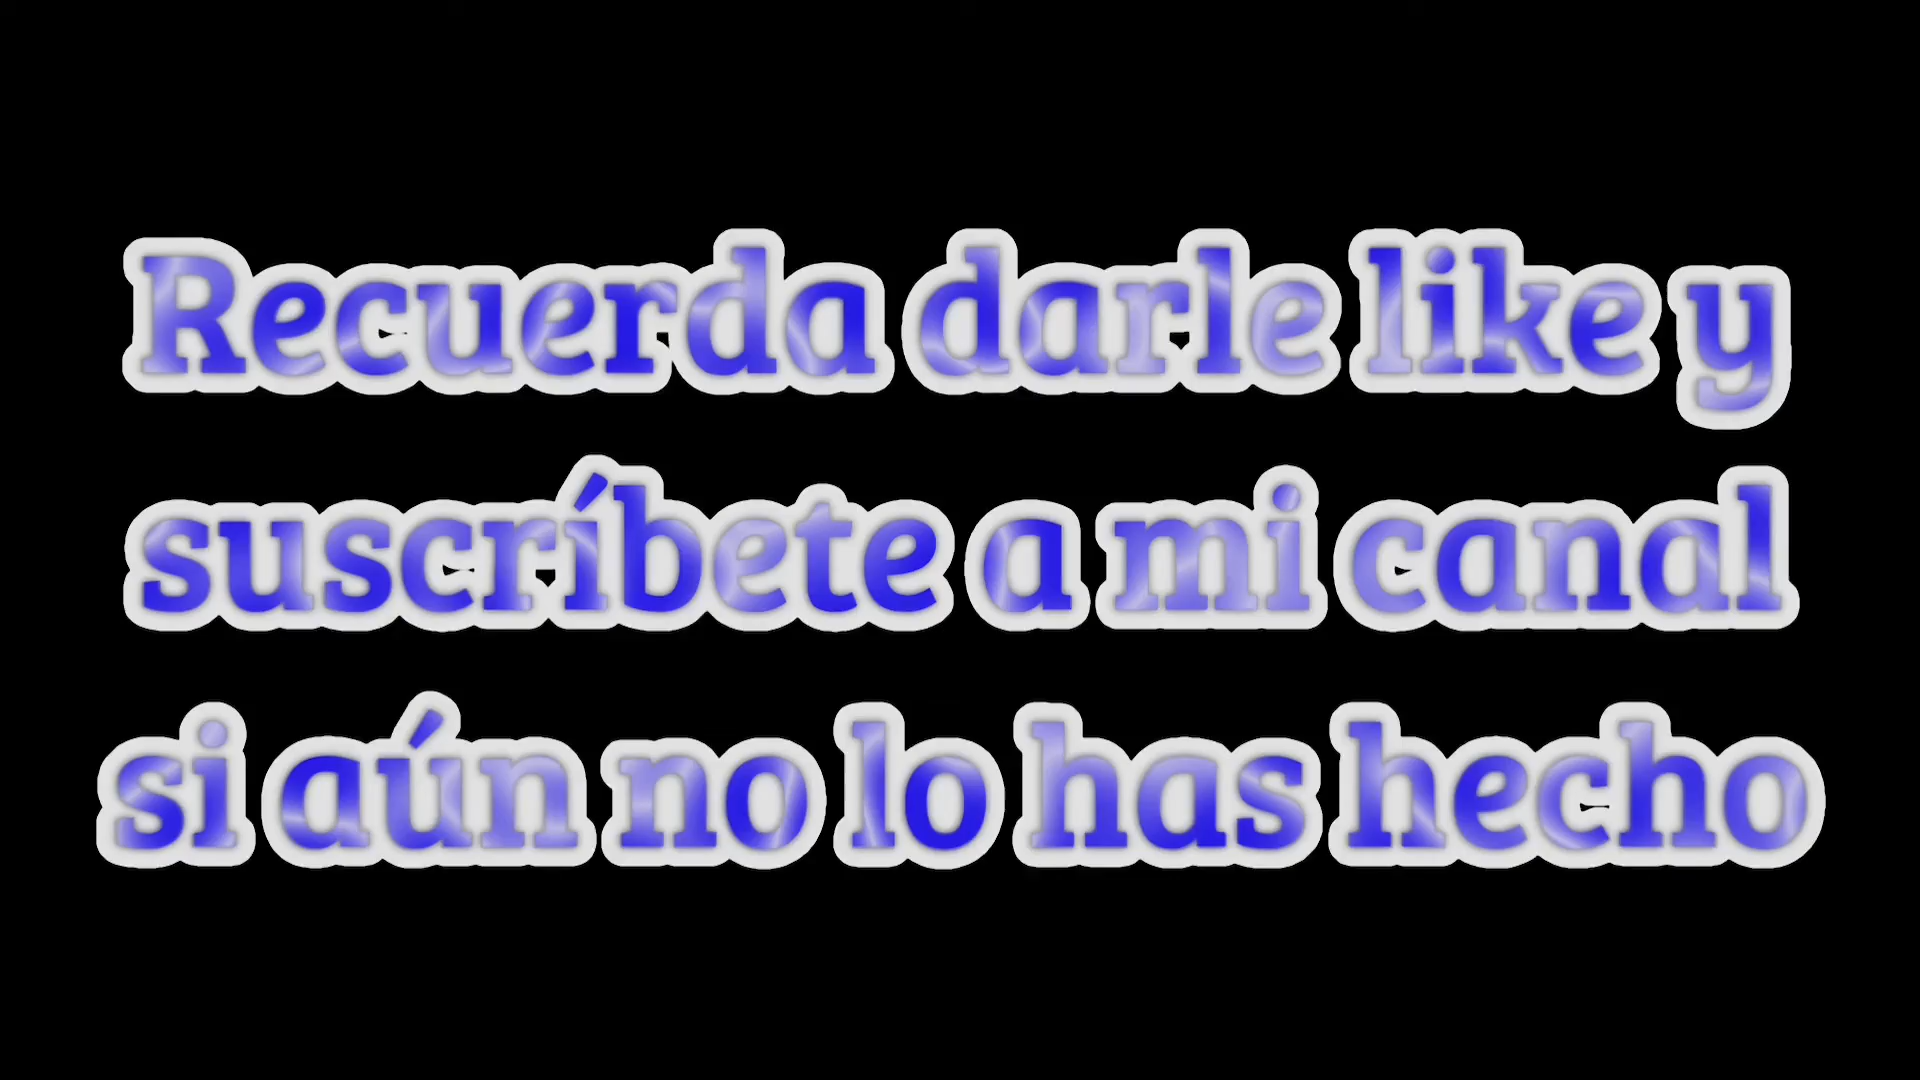 Recuerda darle like y
suscríbete a mi canal
si aún no lo has hecho